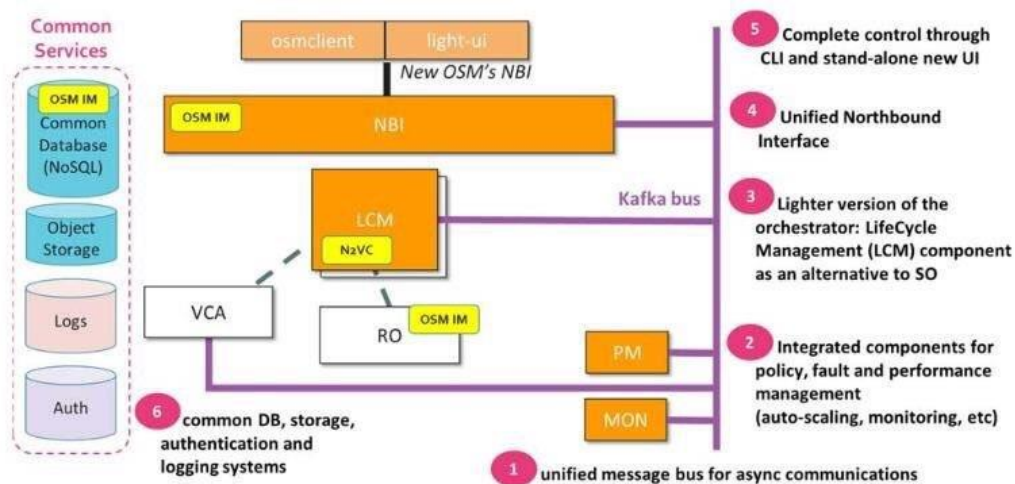 Common
Services
OSM IM
Common
Database
(NoSQL)
Object
Storage
Logs
Auth
osmclient
light-ui
New OSM's NBI
OSM IM
NBI
LCM
N2VC
Kafka bus
VCA
RO
OSM IM
PM
MON
5 Complete control through
CLI and stand-alone new UI
4 Unified Northbound
Interface
3 Lighter version of the
orchestrator: LifeCycle
Management (LCM) component
as an alternative to SO
2 Integrated components for
policy, fault and performance
management
(auto-scaling, monitoring, etc)
6 common DB, storage,
authentication and
logging systems
1 unified message bus for async communications